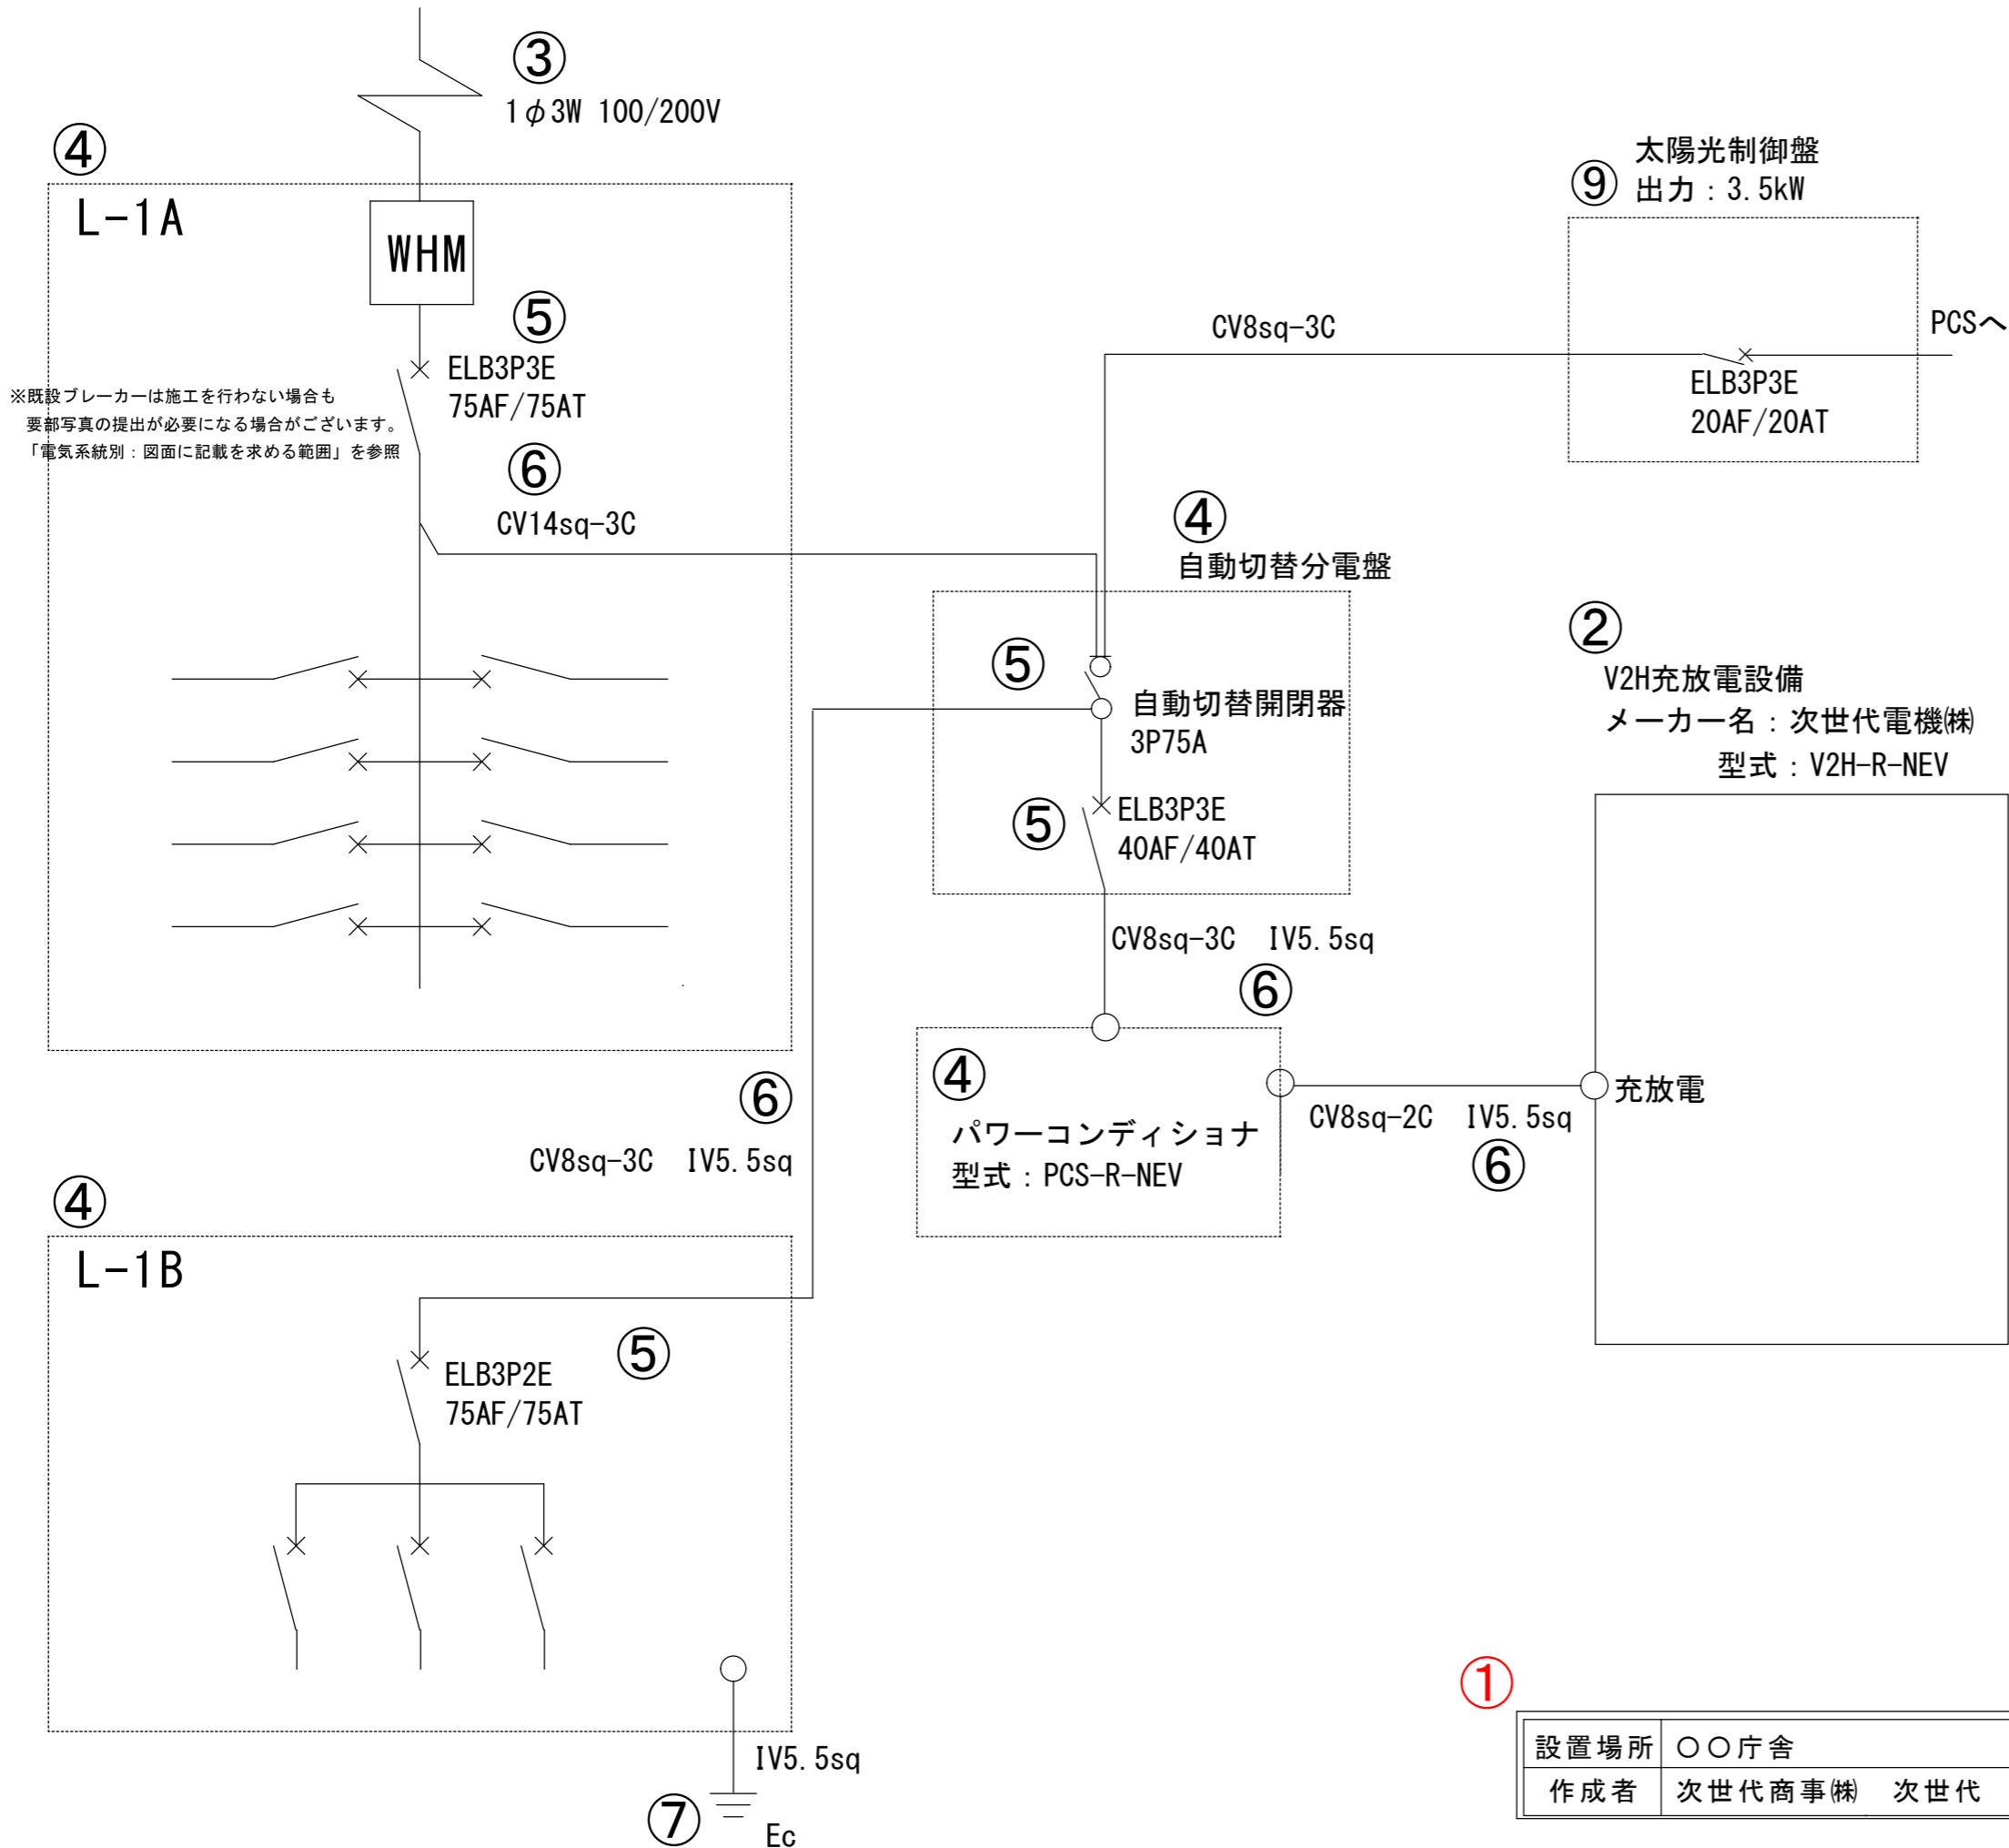 ③
1φ3W 100/200V
④
L-1A
WHM
⑤
ELB3P3E
75AF/75AT
※既設ブレーカーは施工を行わない場合も
要部写真の提出が必要になる場合がございます。
「電気系統別：図面に記載を求める範囲」を参照
⑥
CV14sq-3C
⑨
太陽光制御盤
出力：3.5kW
CV8sq-3C
PCSへ
ELB3P3E
20AF/20AT
④
自動切替分電盤
⑤
自動切替開閉器
3P75A
⑤
ELB3P3E
40AF/40AT
②
V2H充放電設備
メーカー名：次世代電機㈱
型式：V2H-R-NEV
CV8sq-3C IV5.5sq
⑥
④
パワーコンディショナ
型式：PCS-R-NEV
充放電
CV8sq-2C IV5.5sq
⑥
⑥
CV8sq-3C IV5.5sq
④
L-1B
⑤
ELB3P2E
75AF/75AT
IV5.5sq
⑦
Ec
①
設置場所 ○○庁舎
作成者 次世代商事㈱ 次世代